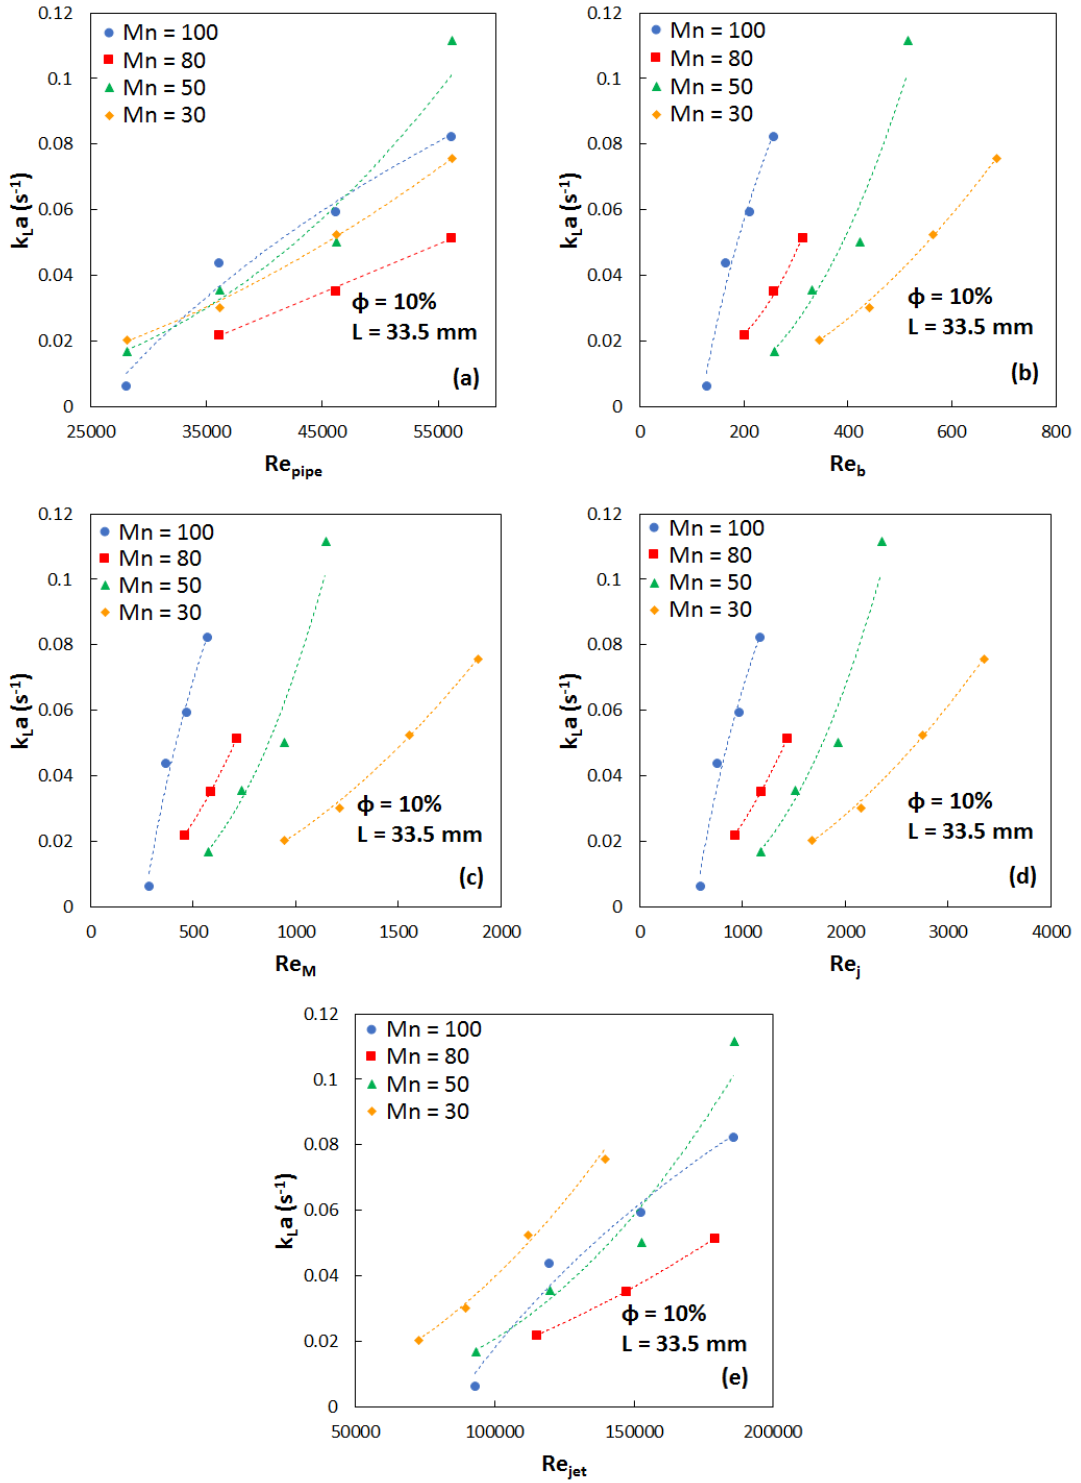 0.12
0.1
0.08
0.06
0.04
0.02
0
kLa (s-1)
Mn = 100
Mn = 80
Mn = 50
Mn = 30
ϕ = 10%
L = 33.5 mm
(a)
25000 35000 45000 55000
Repipe
0.12
0.1
0.08
0.06
0.04
0.02
0
kLa (s-1)
Mn = 100
Mn = 80
Mn = 50
Mn = 30
ϕ = 10%
L = 33.5 mm
(b)
0 200 400 600 800
Reb
0.12
0.1
0.08
0.06
0.04
0.02
0
kLa (s-1)
Mn = 100
Mn = 80
Mn = 50
Mn = 30
ϕ = 10%
L = 33.5 mm
(c)
0 500 1000 1500 2000
ReM
0.12
0.1
0.08
0.06
0.04
0.02
0
kLa (s-1)
Mn = 100
Mn = 80
Mn = 50
Mn = 30
ϕ = 10%
L = 33.5 mm
(d)
0 1000 2000 3000 4000
Rej
0.12
0.1
0.08
0.06
0.04
0.02
0
kLa (s-1)
Mn = 100
Mn = 80
Mn = 50
Mn = 30
ϕ = 10%
L = 33.5 mm
(e)
50000 100000 150000 200000
Rejet